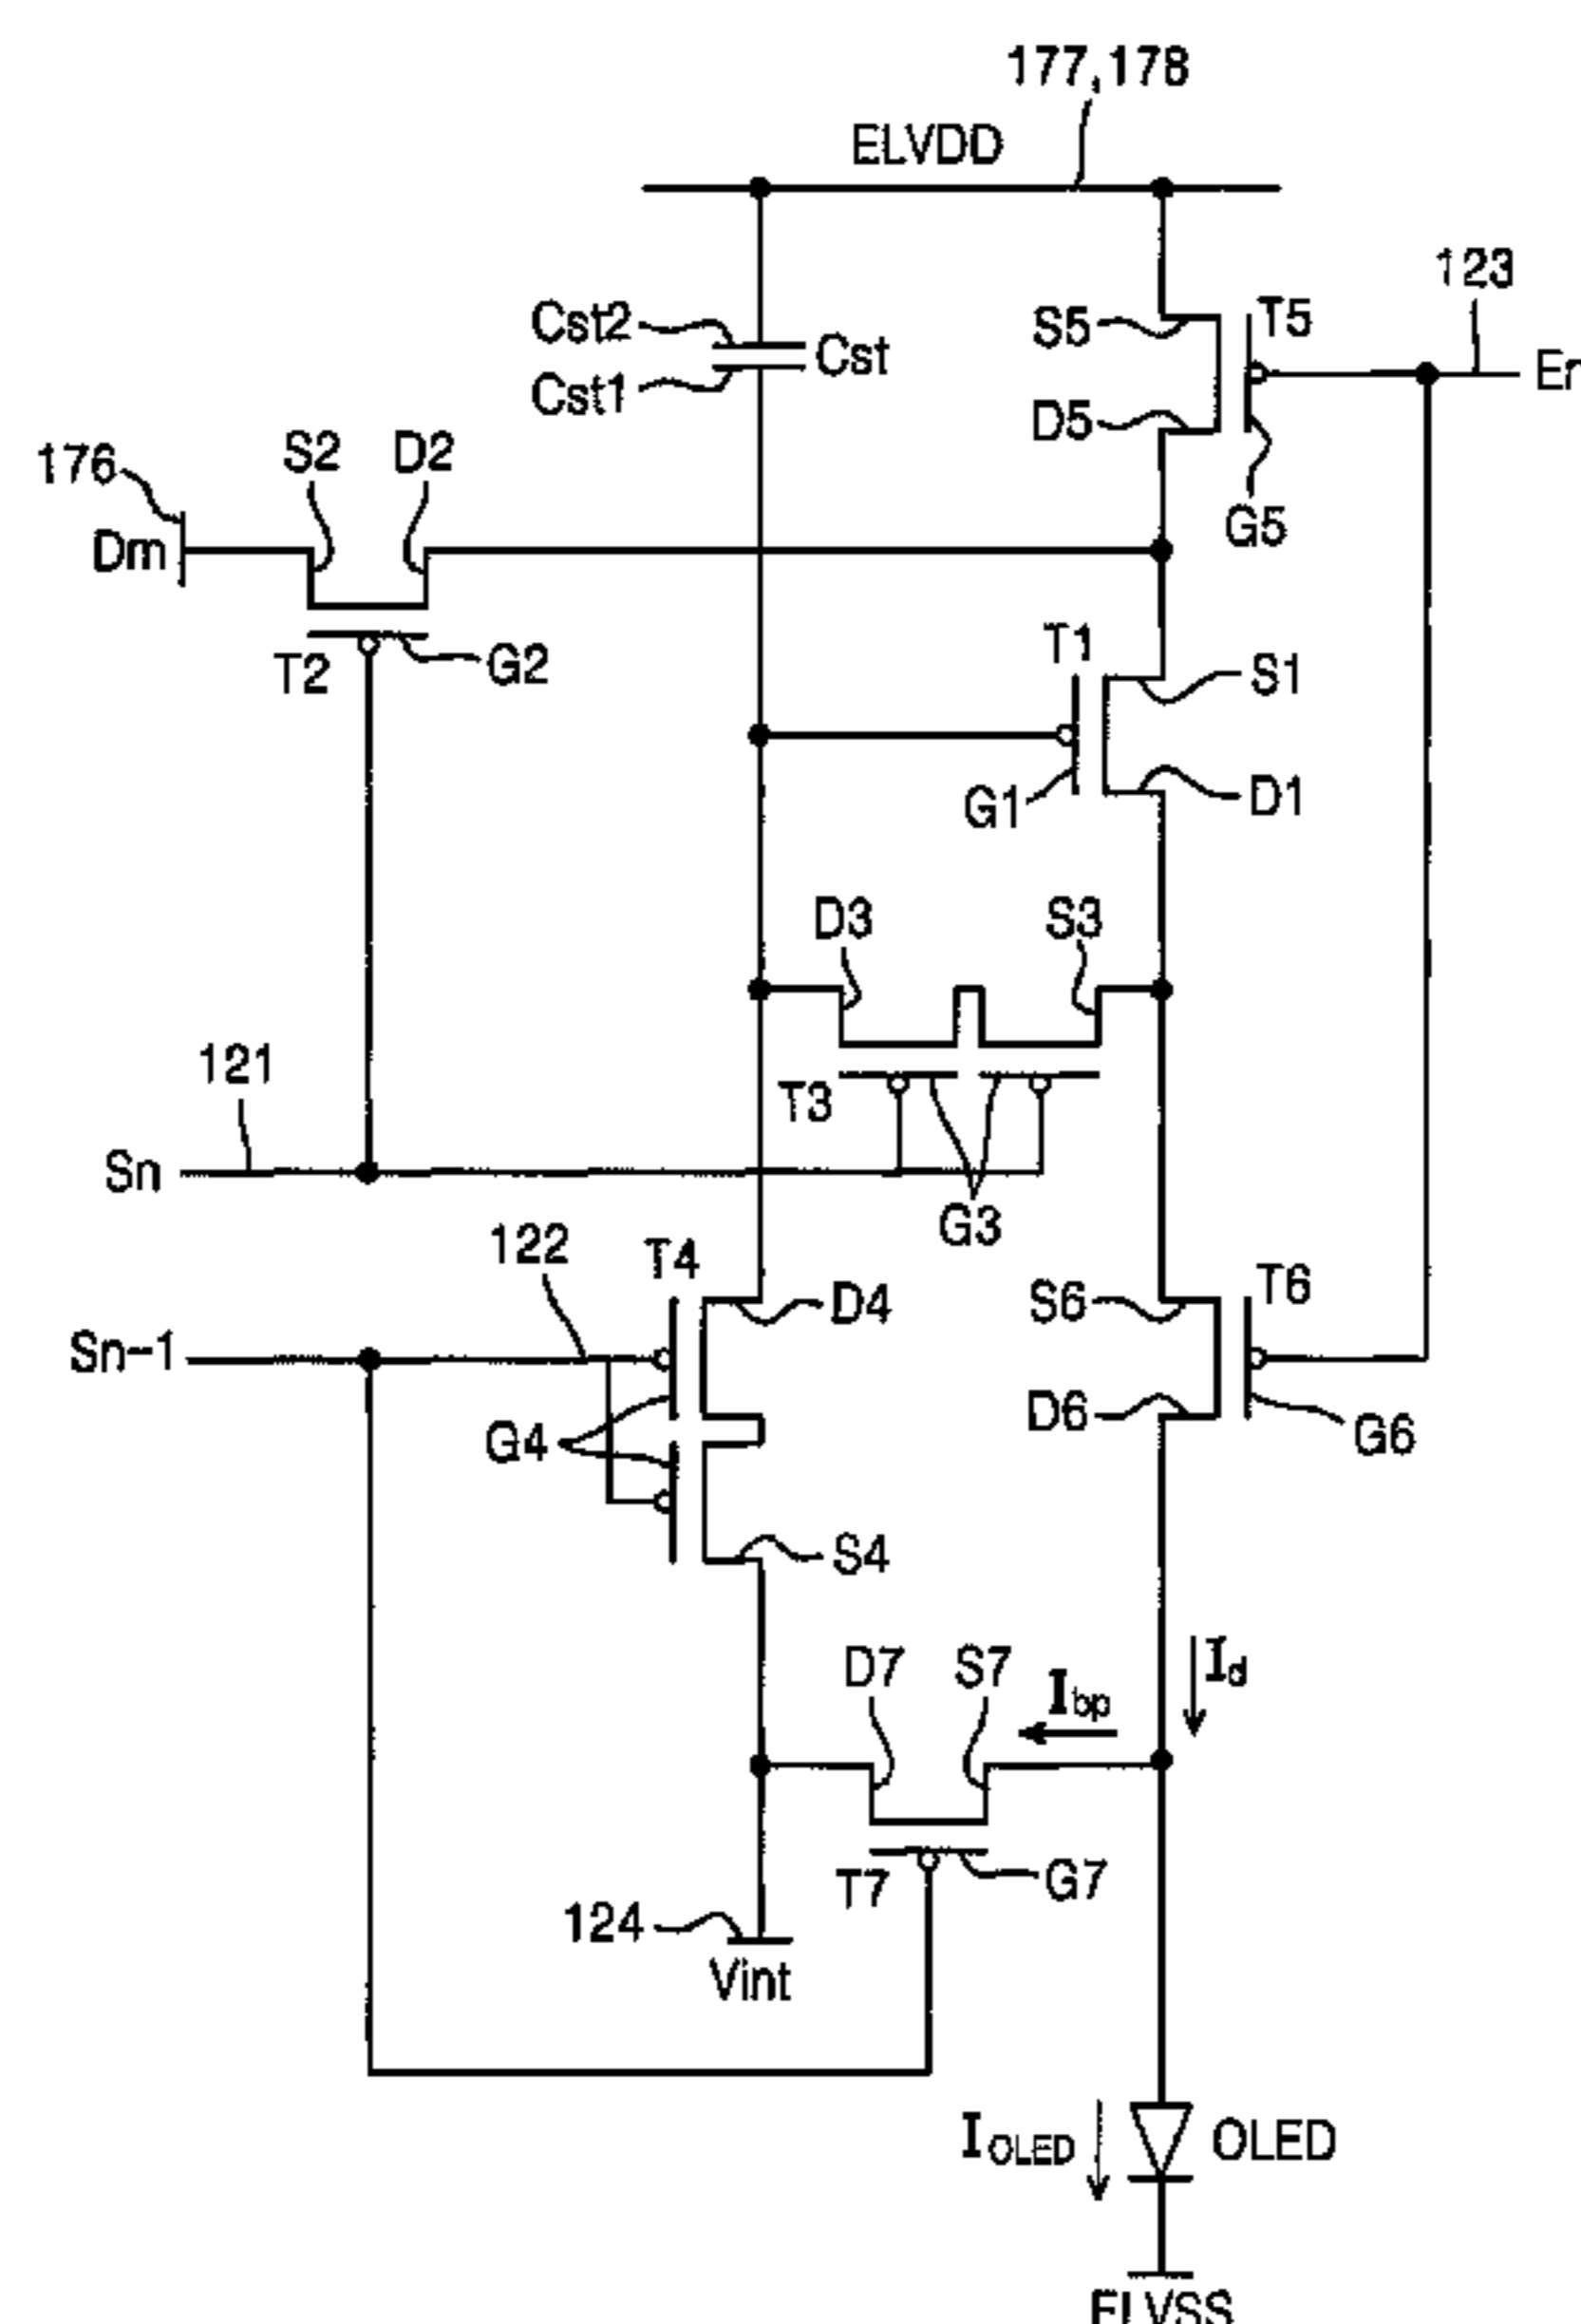 177,178
ELVDD
123
Cst2
Cst
Cst1
S5
T5
D5
G5
176
S2
D2
Dm
T2
G2
T1
S1
G1
D1
D3
S3
121
T3
Sn
G3
122
T4
D4
S6
T6
Sn-1
G4
D6
G6
S4
D7
S7
Ibp
Id
T7
G7
124
Vint
IOLED
OLED
ELVSS